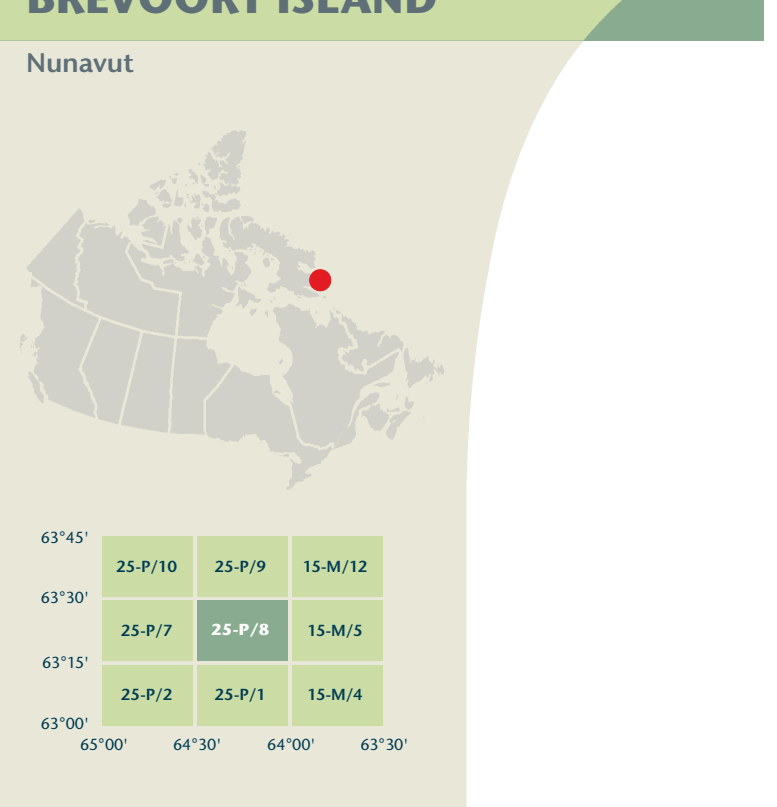 BREVOORT ISLAND
Nunavut
63°45'
25-P/10 25-P/9 15-M/12
63°30'
25-P/7 25-P/8 15-M/5
63°15'
25-P/2 25-P/1 15-M/4
63°00'
65°00' 64°30' 64°00' 63°30'